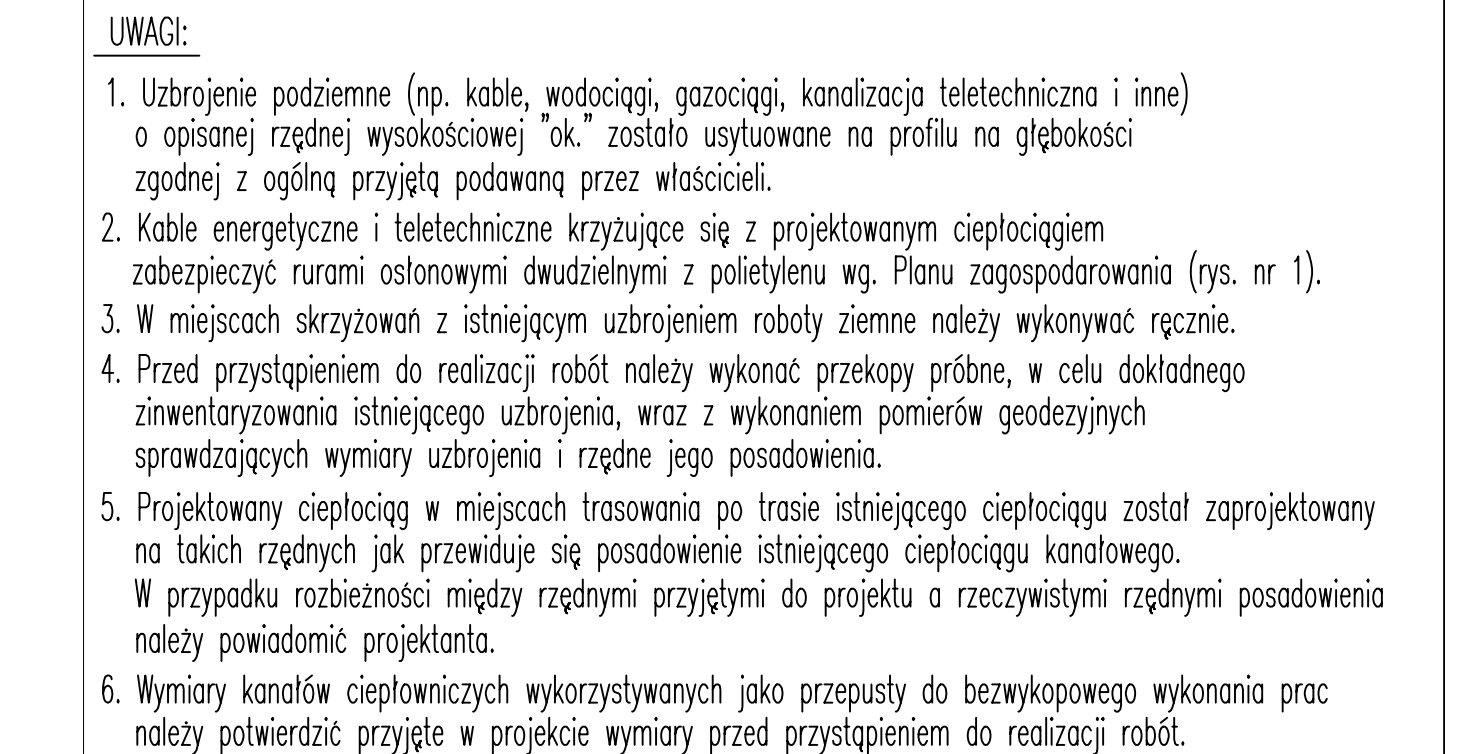 UWAGI:
1. Uzbrojenie podziemne (np. kable, wodociągi, gazociągi, kanalizacja teletechniczna i inne)
o opisanej rzędnej wysokościowej "ok." zostało usytuowane na profilu na głębokości
zgodnej z ogólną przyjętą podawaną przez właścicieli.
2. Kable energetyczne i teletechniczne krzyżujące się z projektowanym ciepłociągiem
zabezpieczyć rurami osłonowymi dwudzielnymi z polietylenu wg. Planu zagospodarowania (rys. nr 1).
3. W miejscach skrzyżowań z istniejącym uzbrojeniem roboty ziemne należy wykonywać ręcznie.
4. Przed przystąpieniem do realizacji robót należy wykonać przekopy próbne, w celu dokładnego
zinwentaryzowania istniejącego uzbrojenia, wraz z wykonaniem pomierów geodezyjnych
sprawdzających wymiary uzbrojenia i rzędne jego posadowienia.
5. Projektowany ciepłociąg w miejscach trasowania po trasie istniejącego ciepłociągu został zaprojektowany
na takich rzędnych jak przewiduje się posadowienie istniejącego ciepłociągu kanałowego.
W przypadku rozbieżności między rzędnymi przyjętymi do projektu a rzeczywistymi rzędnymi posadowienia
należy powiadomić projektanta.
6. Wymiary kanałów ciepłowniczych wykorzystywanych jako przepusty do bezwykopowego wykonania prac
należy potwierdzić przyjęte w projekcie wymiary przed przystąpieniem do realizacji robót.